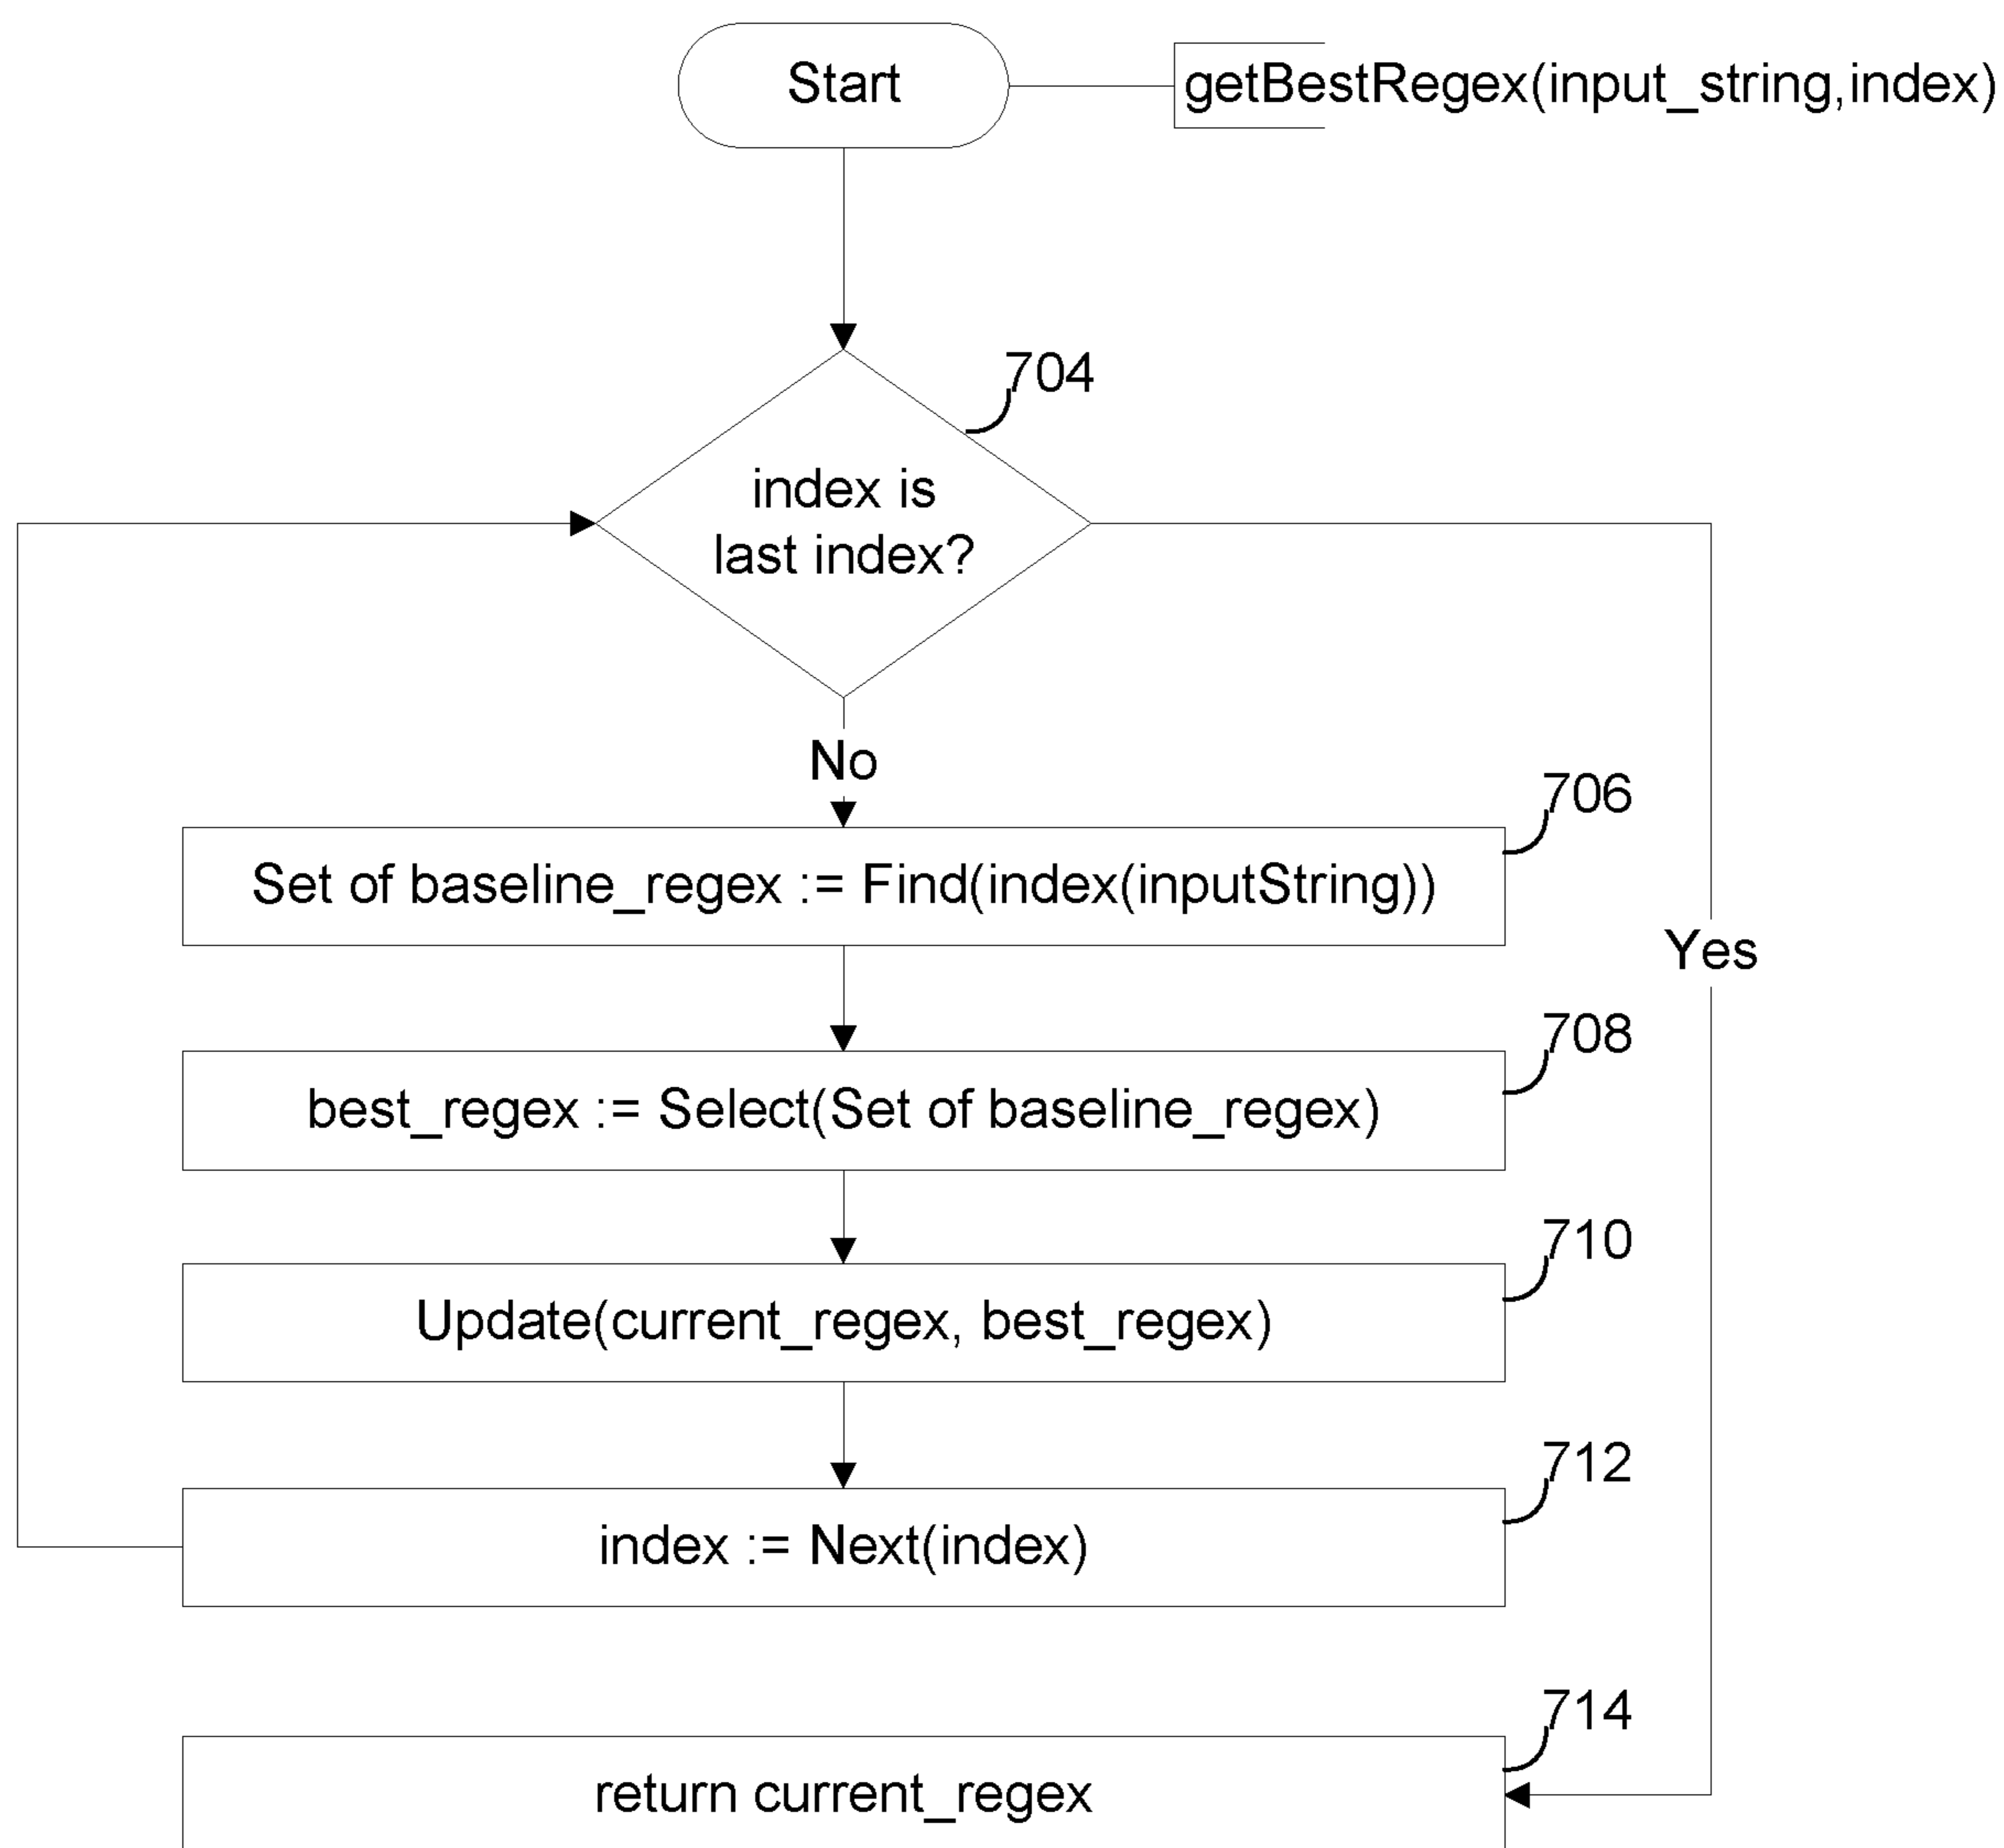 Start
getBestRegex(input_string,index)
704
index is
last index?
No
706
Set of baseline_regex := Find(index(inputString))
Yes
708
best_regex := Select(Set of baseline_regex)
710
Update(current_regex, best_regex)
712
index := Next(index)
714
return current_regex